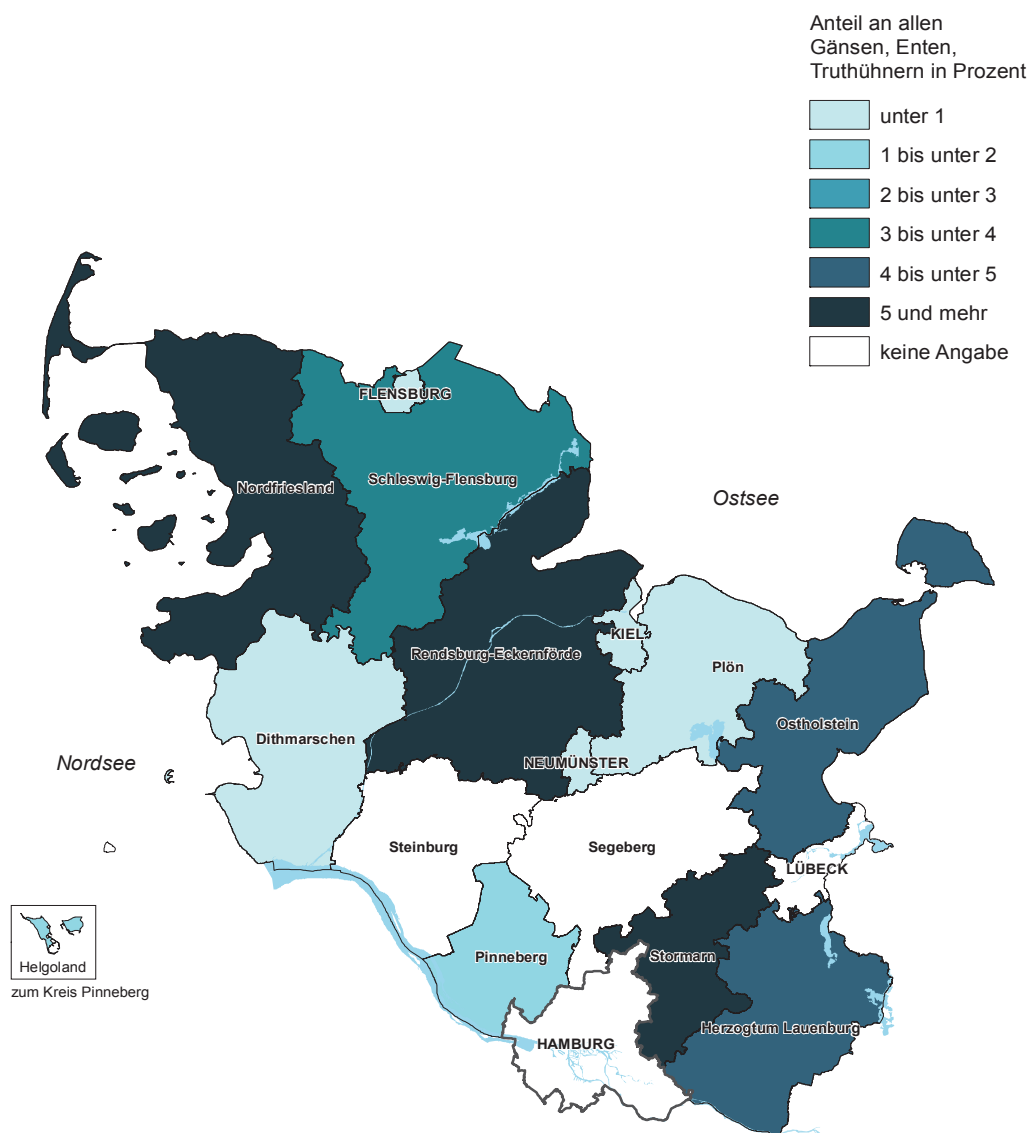 Anteil an allen
Gänsen, Enten,
Truthühnern in Prozent
unter 1
1 bis unter 2
2 bis unter 3
3 bis unter 4
4 bis unter 5
5 und mehr
keine Angabe
FLENSBURG
Schleswig-Flensburg
Nordfriesland
Ostsee
KIEL
Rendsburg-Eckernförde
Plön
Ostholstein
Dithmarschen
Nordsee
NEUMÜNSTER
Steinburg
Segeberg
LÜBECK
Pinneberg
Stormarn
Helgoland
zum Kreis Pinneberg
Herzogtum Lauenburg
HAMBURG